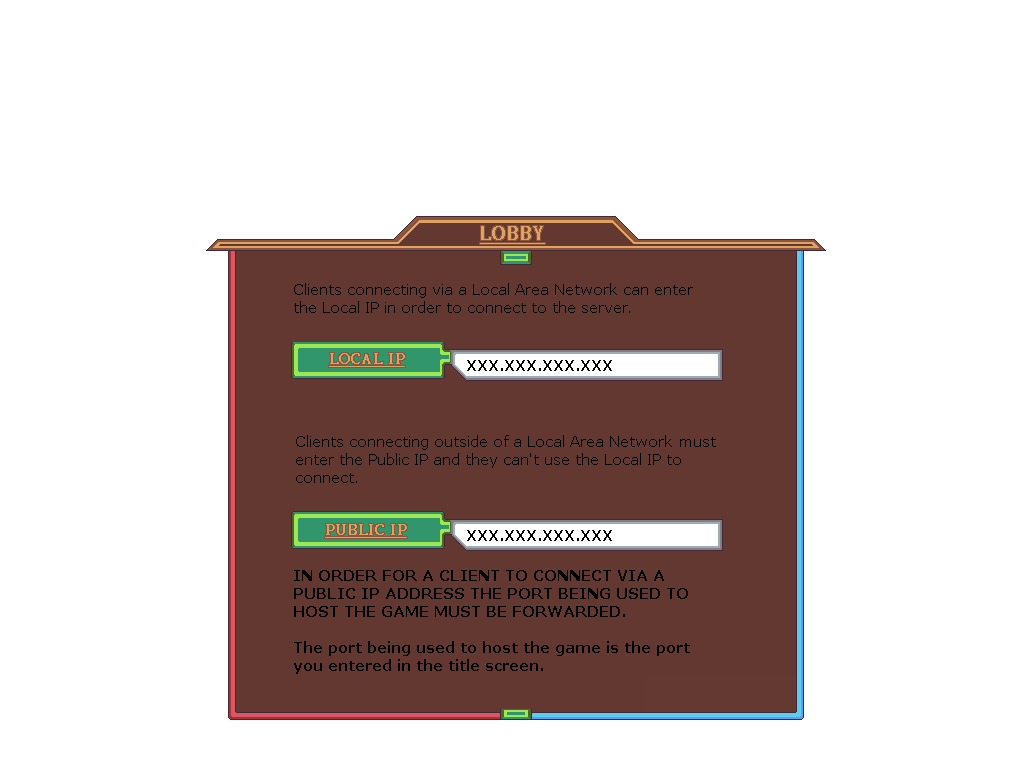 LOBBY
Clients connecting via a Local Area Network can enter
the Local IP in order to connect to the server.
LOCAL IP
XXX.XXX.XXX.XXX
Clients connecting outside of a Local Area Network must
enter the Public IP and they can't use the Local IP to
connect.
PUBLIC IP
XXX.XXX.XXX.XXX
IN ORDER FOR A CLIENT TO CONNECT VIA A
PUBLIC IP ADDRESS THE PORT BEING USED TO
HOST THE GAME MUST BE FORWARDED.
The port being used to host the game is the port
you entered in the title screen.